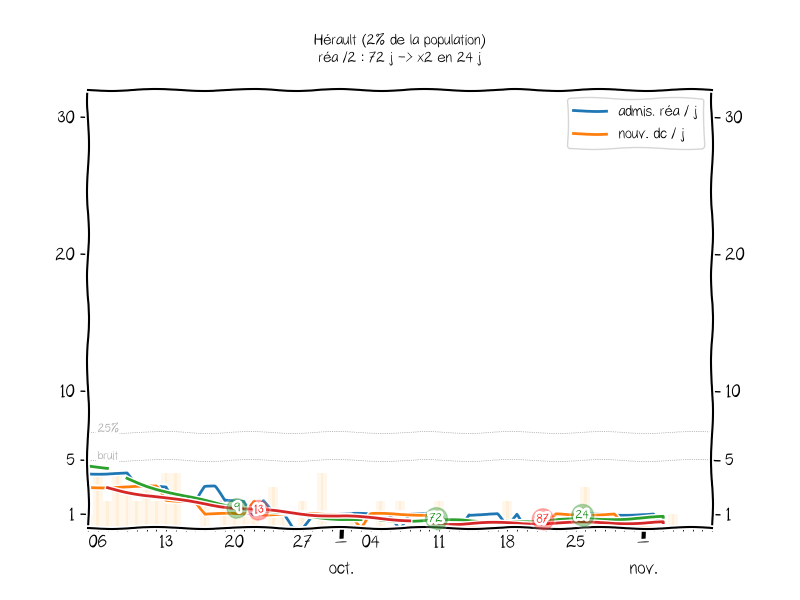 Hérault (2% de la population)
réa /2 : 72 j -> x2 en 24 j
admis. réa / j
nouv. dc / j
30 30
20 20
10 10
25%
5 bruit 5
1 9 13 72 87 24 1
06 13 20 27 04 11 18 25
oct. nov.